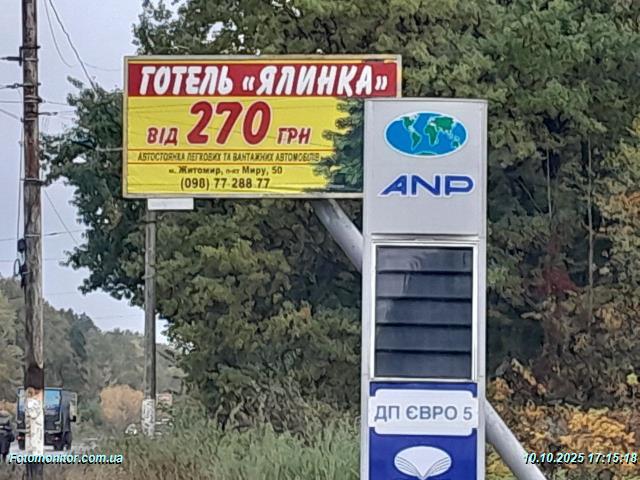 ГОТЕЛЬ «ЯЛИНКА»
ВІД 270 ГРН
АВТОСТОЯНКА ЛЕГКОВИХ ТА ВАНТАЖНИХ АВТОМОБІЛІВ
м. Житомир, п-кт Миру, 50
(098) 77 288 77
ANP
ДП ЄВРО 5
Fotomonitor.com.ua
10.10.2025 17:15:18